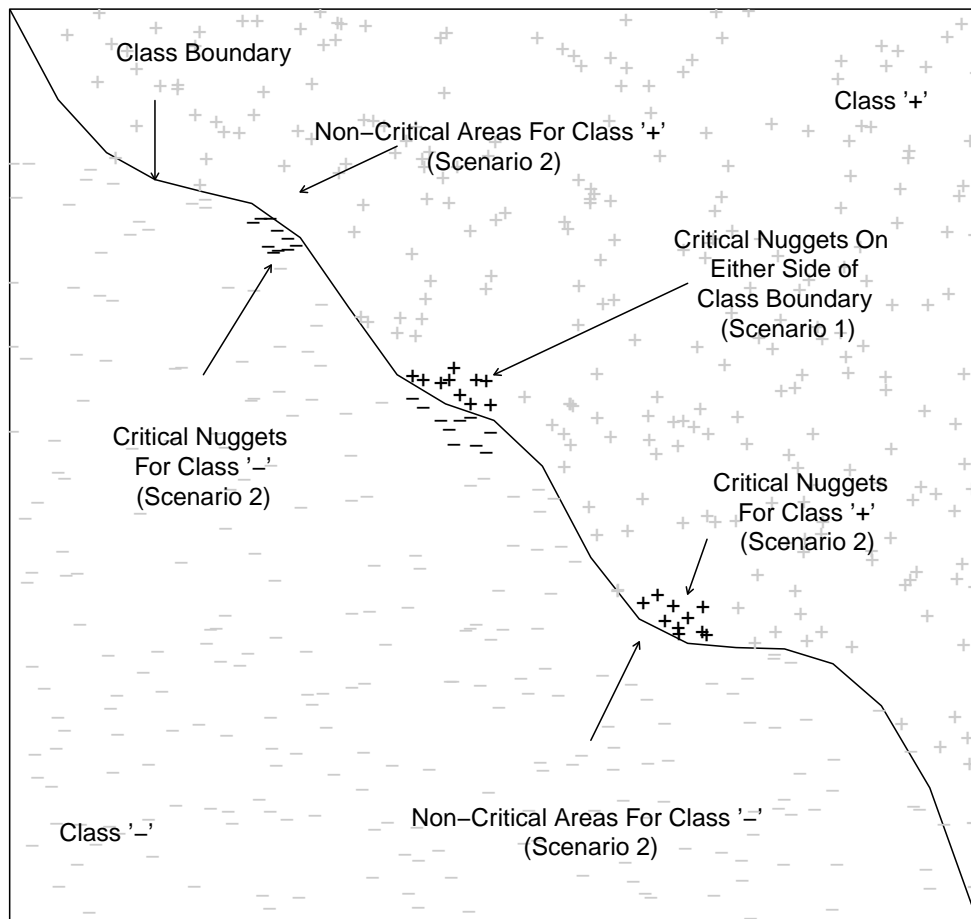 Class Boundary
Class '+'
Non−Critical Areas For Class '+'
(Scenario 2)
Critical Nuggets On
Either Side of
Class Boundary
(Scenario 1)
Critical Nuggets
For Class '−'
(Scenario 2)
Critical Nuggets
For Class '+'
(Scenario 2)
Non−Critical Areas For Class '−'
(Scenario 2)
Class '−'